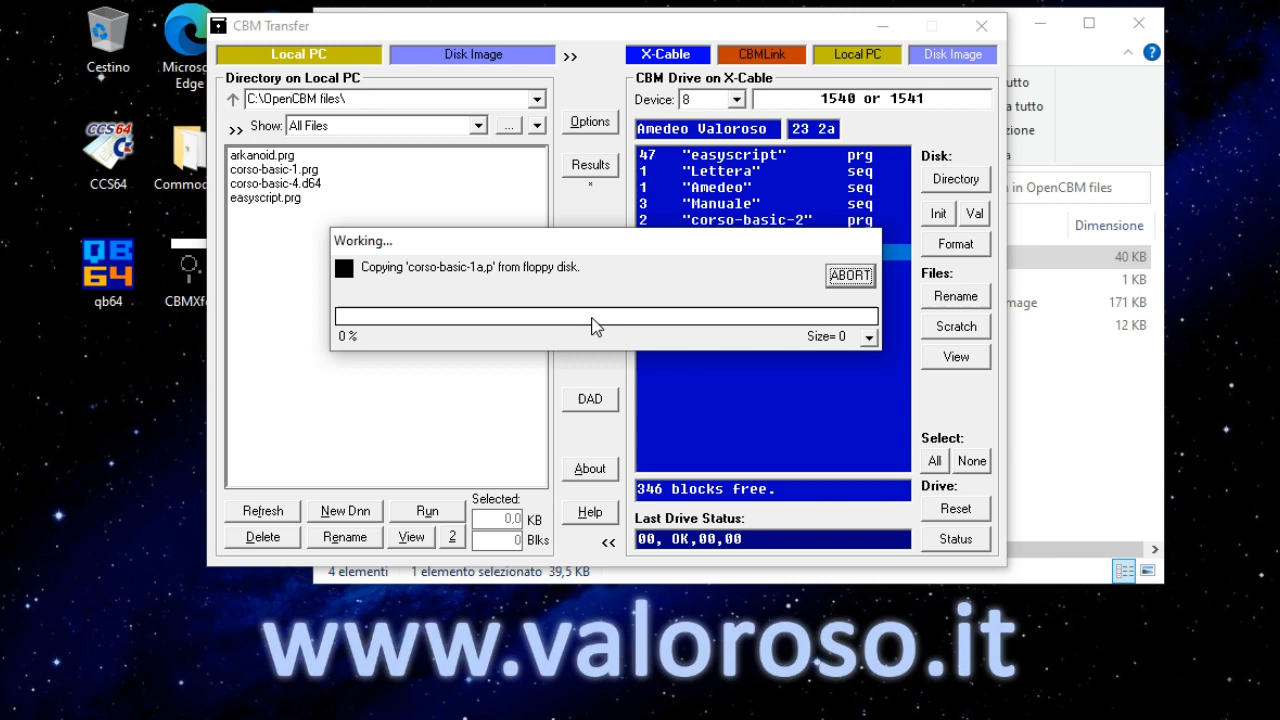 Cestino
Microso
Edge
CCS64
CCS64
Commod
QB
64
qb64
CBMXfe
CBM Transfer
Local PC
Disk Image
>>
X-Cable
CBMLink
Local PC
Disk Image
Directory on Local PC
C:\OpenCBM files\
>> Show: All Files
...
arkanoid.prg
corso-basic-1.prg
corso-basic-4.d64
easyscript.prg
Options
Results
*
DAD
About
Help
<<
CBM Drive on X-Cable
Device: 8
1540 or 1541
Amedeo Valoroso 23 2a
47 "easyscript" prg
1 "Lettera" seq
1 "Amedeo" seq
3 "Manuale" seq
2 "corso-basic-2" prg
346 blocks free.
Last Drive Status:
00, OK,00,00
Disk:
Directory
Init
Val
Format
Files:
Rename
Scratch
View
Select:
All
None
Drive:
Reset
Status
Working...
Copying 'corso-basic-1a,p' from floppy disk.
ABORT
0 %
Size= 0
Refresh
New Dnn
Run
Delete
Rename
View
2
Selected:
0,0 KB
0 Blks
?
utto
a tutto
zione
a
in OpenCBM files
Dimensione
40 KB
1 KB
mage 171 KB
12 KB
4 elementi
1 elemento selezionato 39,5 KB
www.valoroso.it